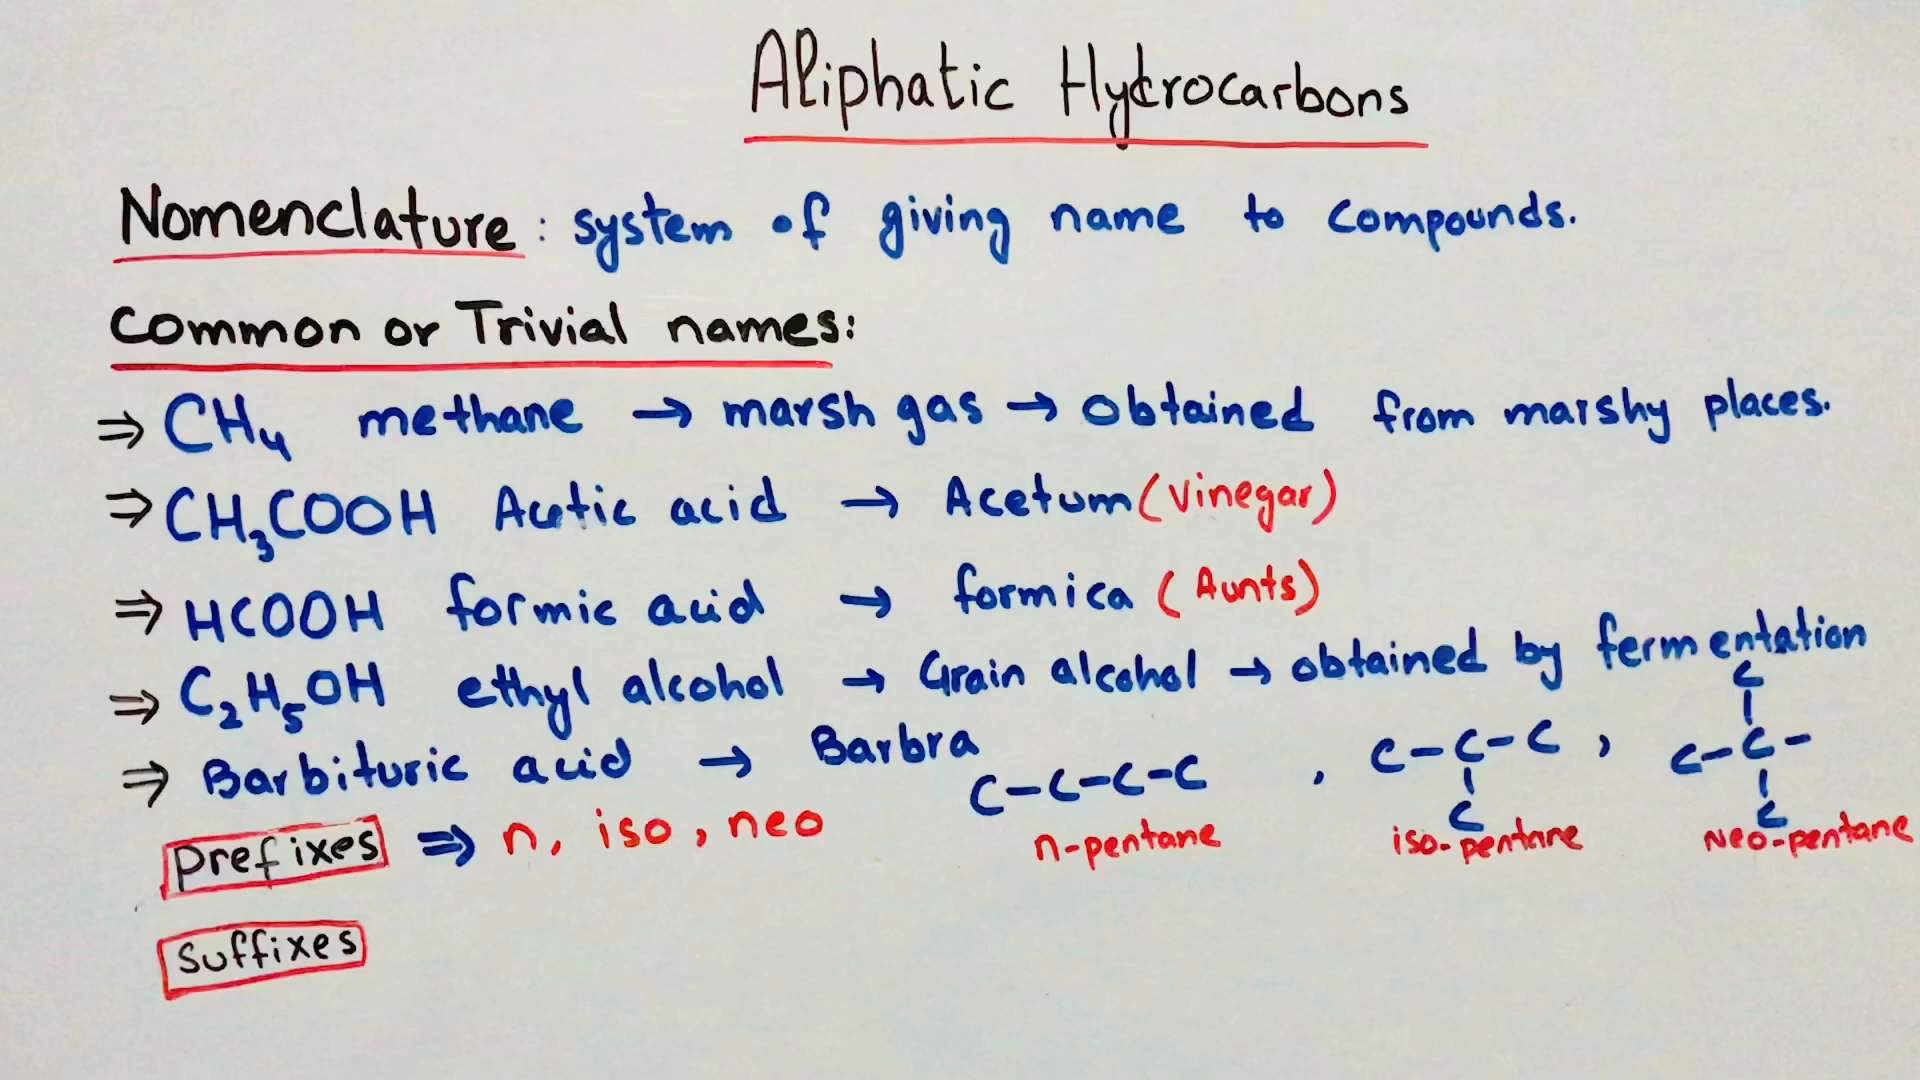 Aliphatic Hydrocarbons
Nomenclature: system of giving name to compounds.
Common or Trivial names:
⇒ CH₄ methane → marsh gas → obtained from marshy places.
⇒ CH₃COOH Acetic acid → Acetum (Vinegar)
⇒ HCOOH formic acid → formica (Aunts)
⇒ C₂H₅OH ethyl alcohol → Grain alcohol → obtained by fermentation
⇒ Barbituric acid → Barbra
C-C-C-C , C-C-C , C-C-
C C C
Prefixes ⇒ n, iso, neo n-pentane iso-pentane Neo-pentane
Suffixes